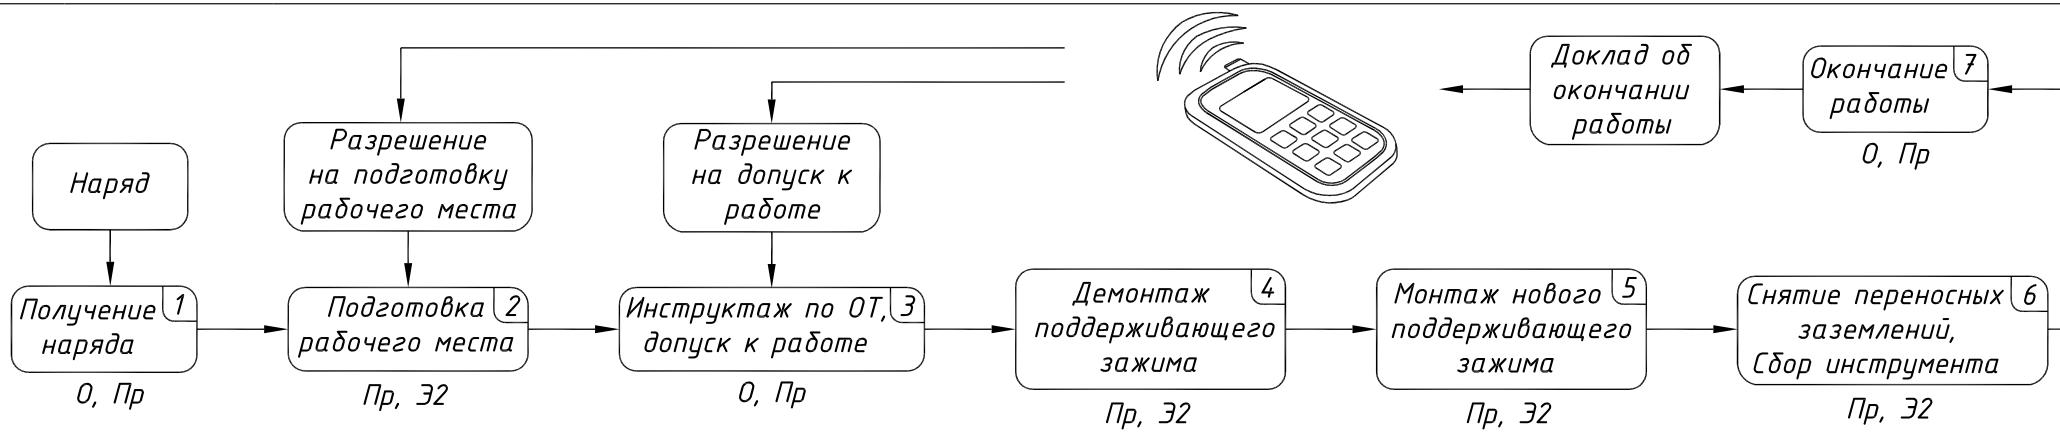 Наряд
Разрешение
на подготовку
рабочего места
Разрешение
на допуск к
работе
Доклад об
окончании
работы
Окончание 7
работы
О, Пр
Получение 1
наряда
О, Пр
Подготовка 2
рабочего места
Пр, Э2
Инструктаж по ОТ, 3
допуск к работе
О, Пр
Демонтаж 4
поддерживающего
зажима
Пр, Э2
Монтаж нового 5
поддерживающего
зажима
Пр, Э2
Снятие переносных 6
заземлений,
Сбор инструмента
Пр, Э2